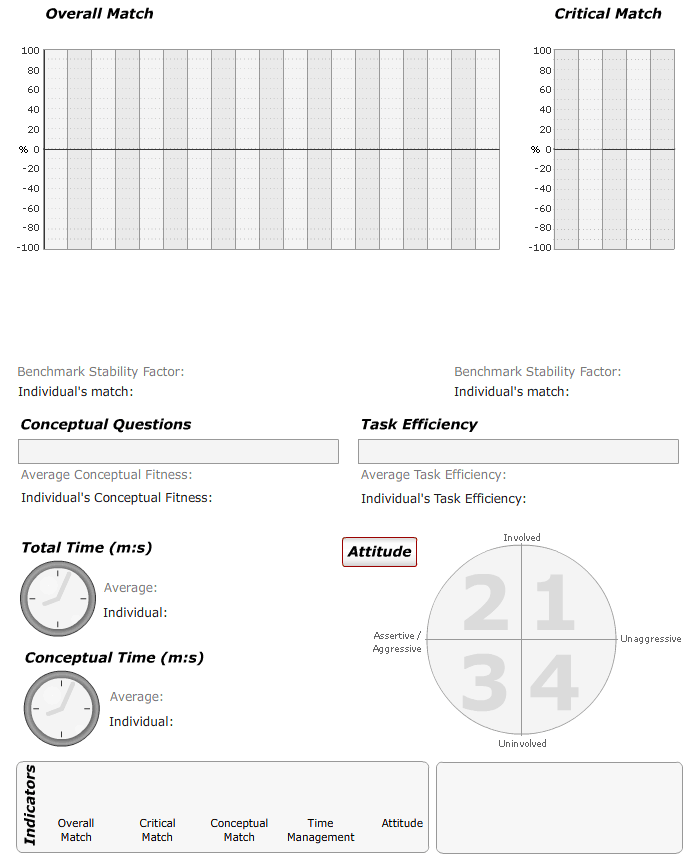 Overall Match
Critical Match
100
80
60
40
20
% 0
-20
-40
-60
-80
-100
100
80
60
40
20
% 0
-20
-40
-60
-80
-100
Benchmark Stability Factor:
Individual's match:
Benchmark Stability Factor:
Individual's match:
Conceptual Questions
Average Conceptual Fitness:
Individual's Conceptual Fitness:
Task Efficiency
Average Task Efficiency:
Individual's Task Efficiency:
Total Time (m:s)
Average:
Individual:
Conceptual Time (m:s)
Average:
Individual:
Attitude
Involved
2 1
Assertive /
Aggressive
Unaggressive
3 4
Uninvolved
Indicators
Overall
Match
Critical
Match
Conceptual
Match
Time
Management
Attitude